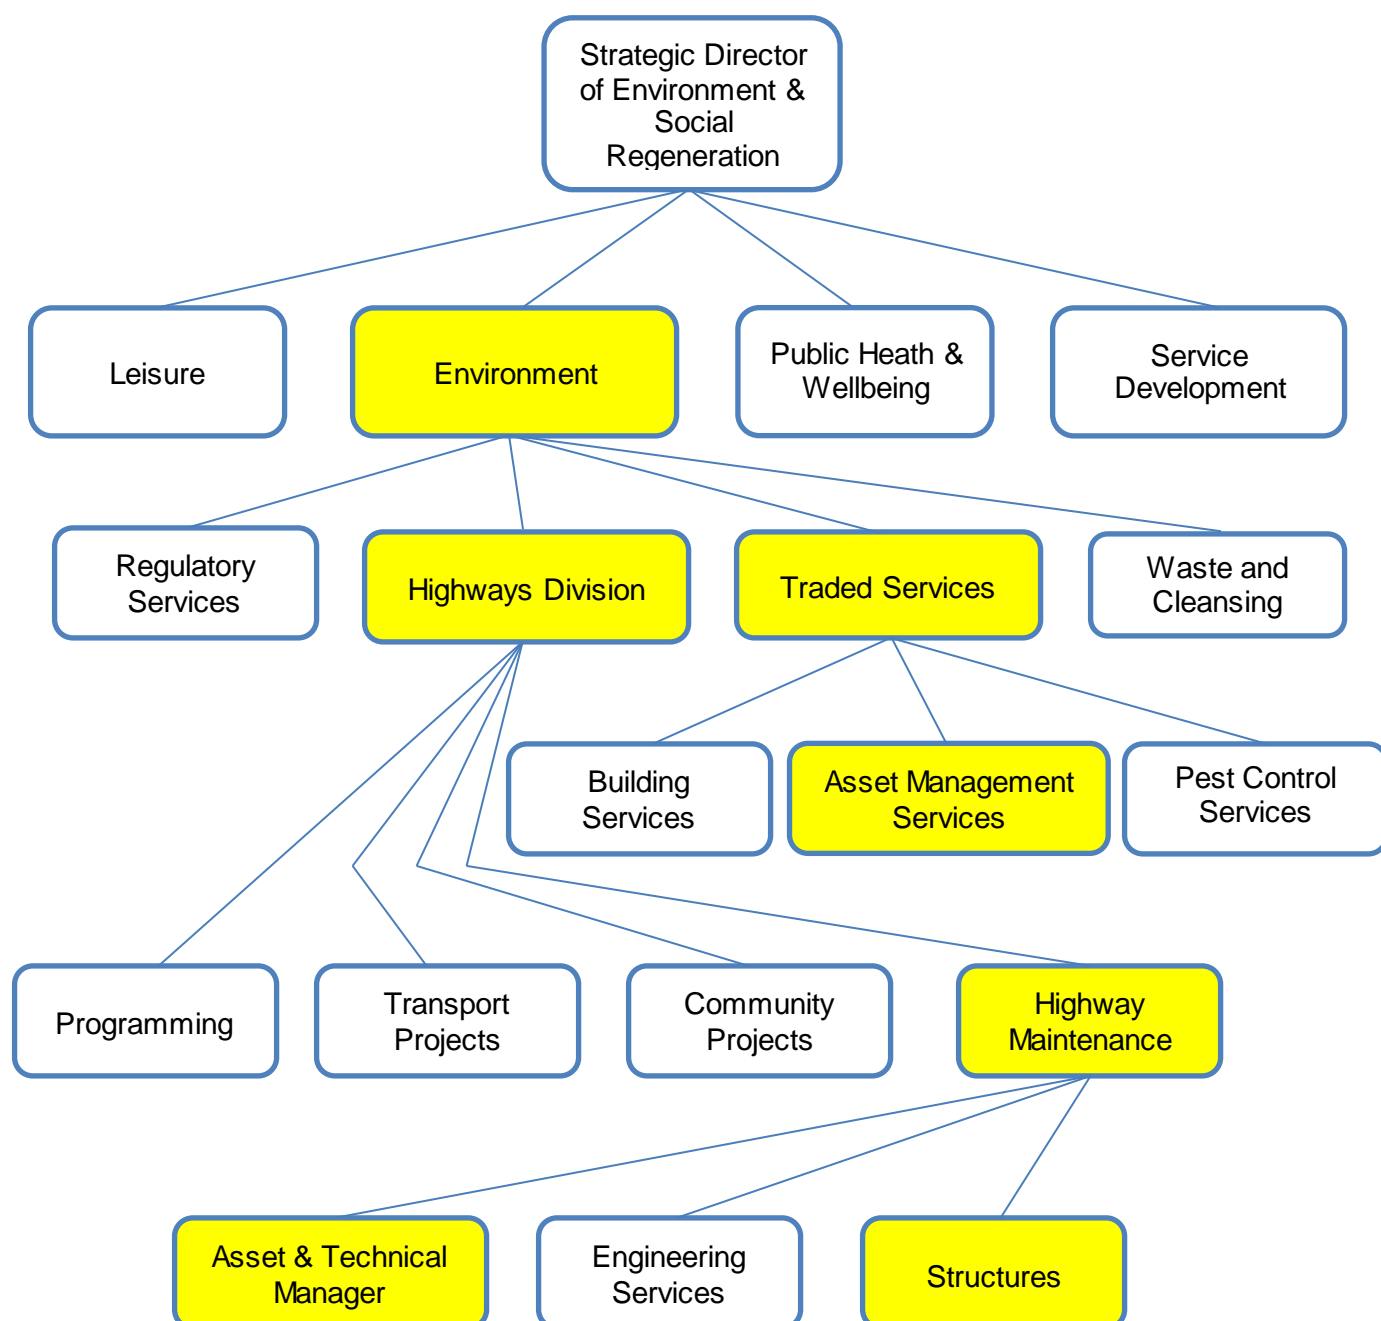 Strategic Director
of Environment &
Social
Regeneration
Leisure
Environment
Public Heath &
Wellbeing
Service
Development
Regulatory
Services
Highways Division
Traded Services
Waste and
Cleansing
Building
Services
Asset Management
Services
Pest Control
Services
Programming
Transport
Projects
Community
Projects
Highway
Maintenance
Asset & Technical
Manager
Engineering
Services
Structures